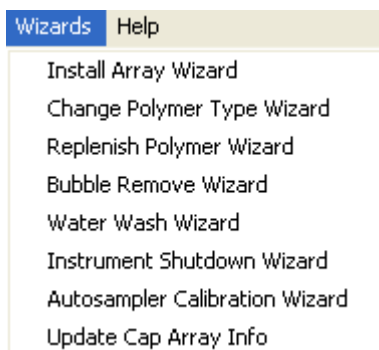 Wizards Help
Install Array Wizard
Change Polymer Type Wizard
Replenish Polymer Wizard
Bubble Remove Wizard
Water Wash Wizard
Instrument Shutdown Wizard
Autosampler Calibration Wizard
Update Cap Array Info